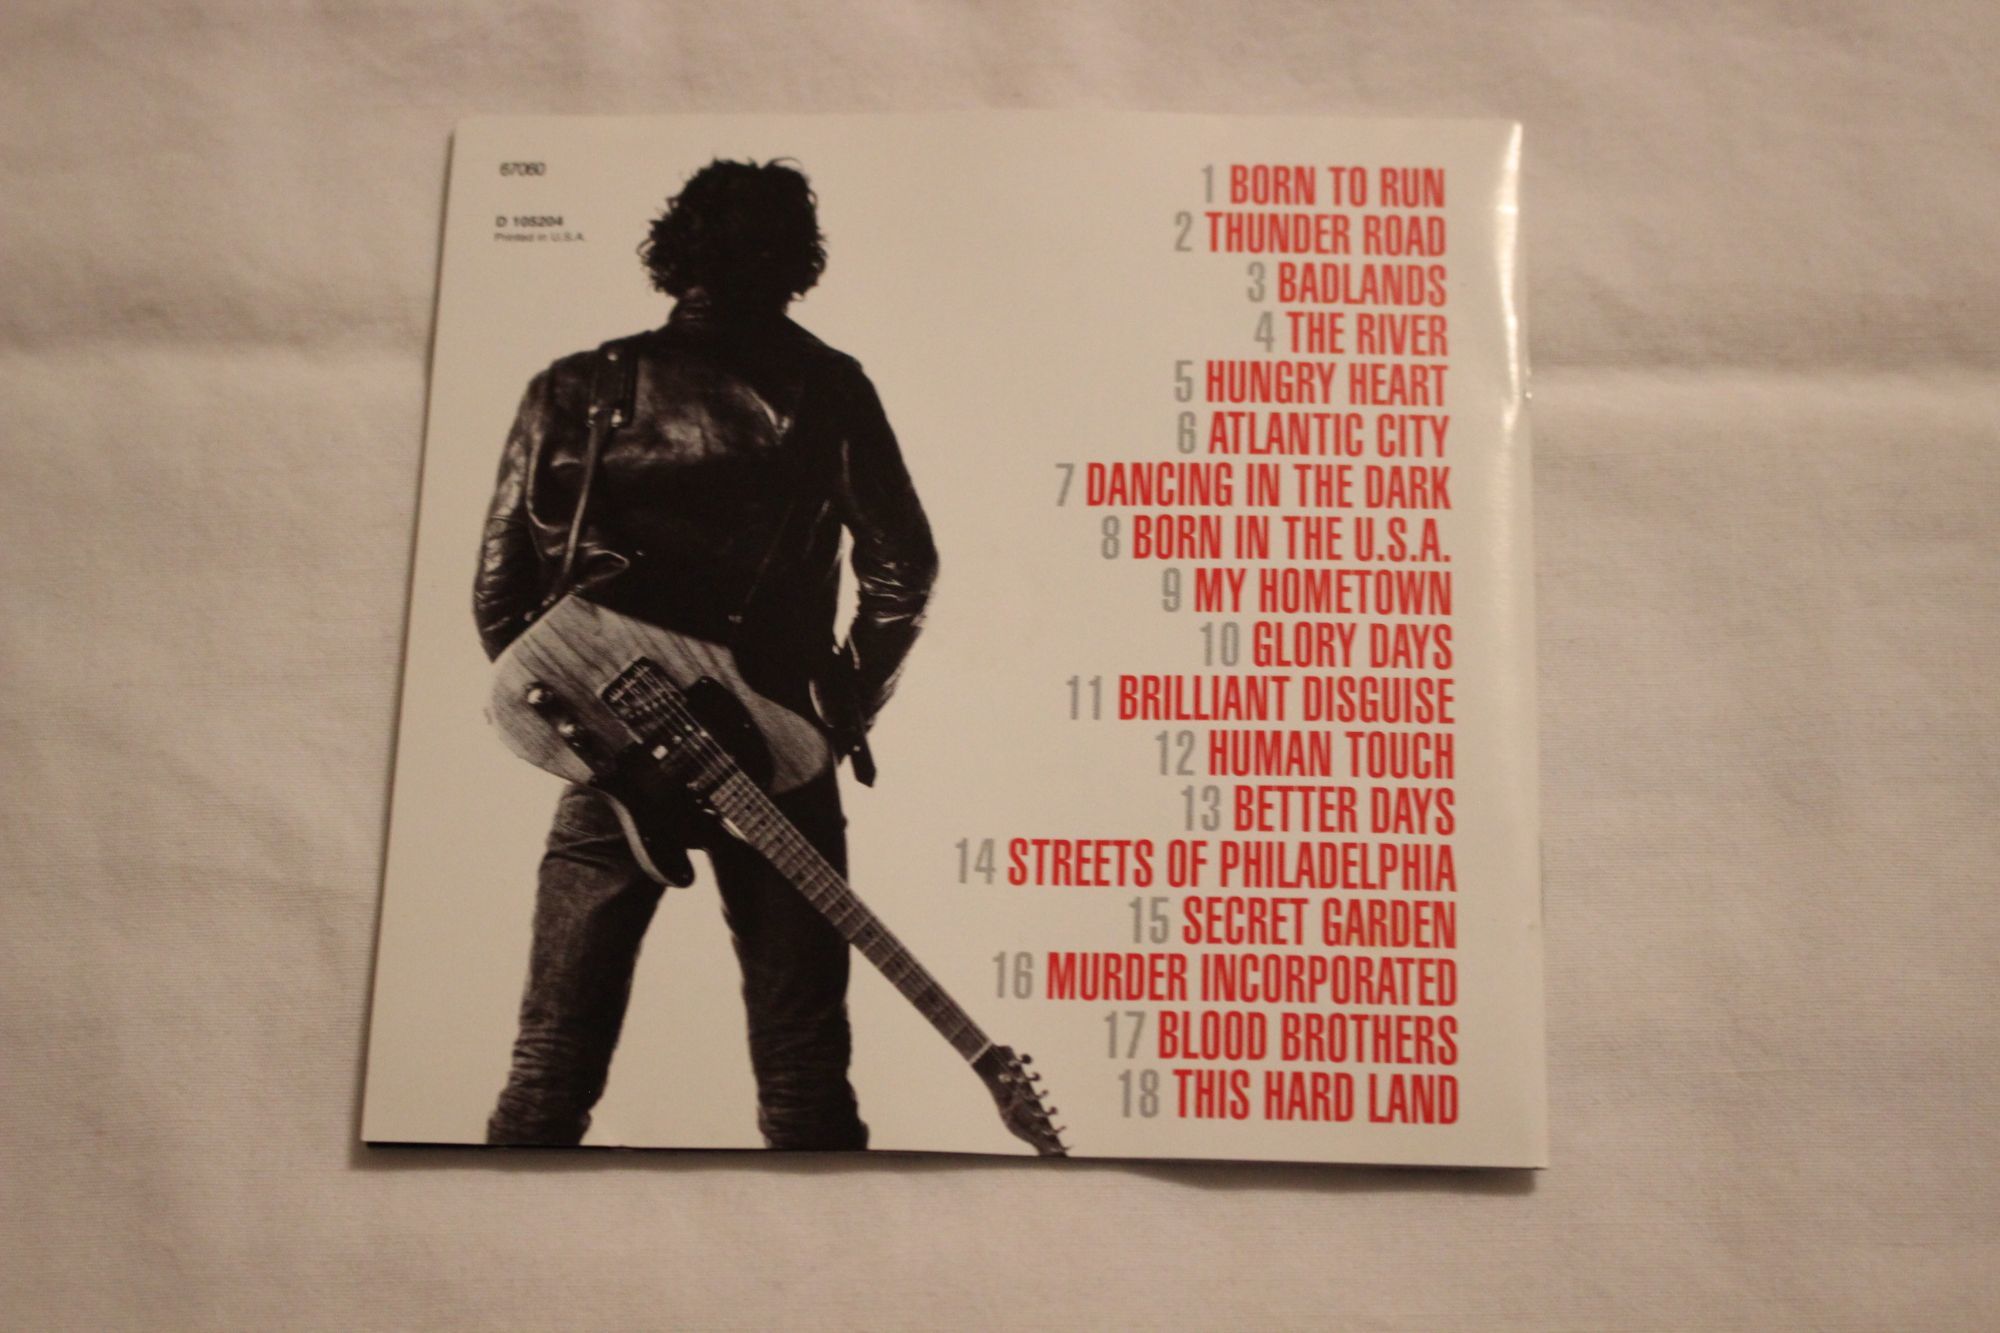 67060
D 105204
Printed in U.S.A.
1 BORN TO RUN
2 THUNDER ROAD
3 BADLANDS
4 THE RIVER
5 HUNGRY HEART
6 ATLANTIC CITY
7 DANCING IN THE DARK
8 BORN IN THE U.S.A.
9 MY HOMETOWN
10 GLORY DAYS
11 BRILLIANT DISGUISE
12 HUMAN TOUCH
13 BETTER DAYS
14 STREETS OF PHILADELPHIA
15 SECRET GARDEN
16 MURDER INCORPORATED
17 BLOOD BROTHERS
18 THIS HARD LAND